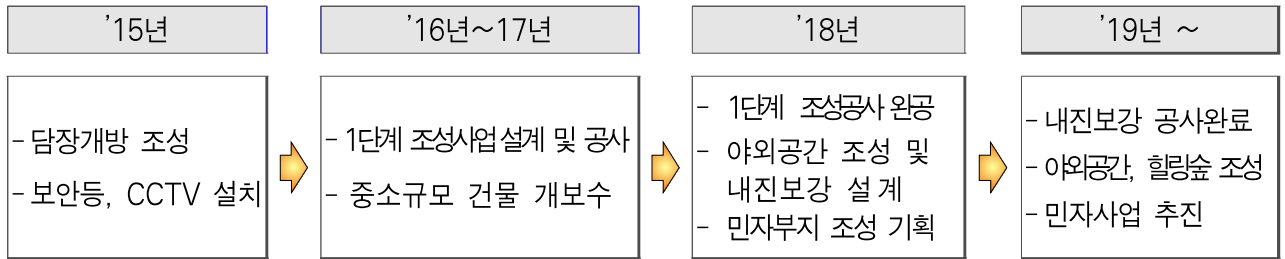 ’15년
- 담장개방 조성
- 보안등, CCTV 설치
’16년~17년
- 1단계 조성사업 설계 및 공사
- 중소규모 건물 개보수
’18년
- 1단계 조성공사 완공
- 야외공간 조성 및
내진보강 설계
- 민자부지 조성 기획
’19년 ~
- 내진보강 공사완료
- 야외공간, 힐링숲 조성
- 민자사업 추진